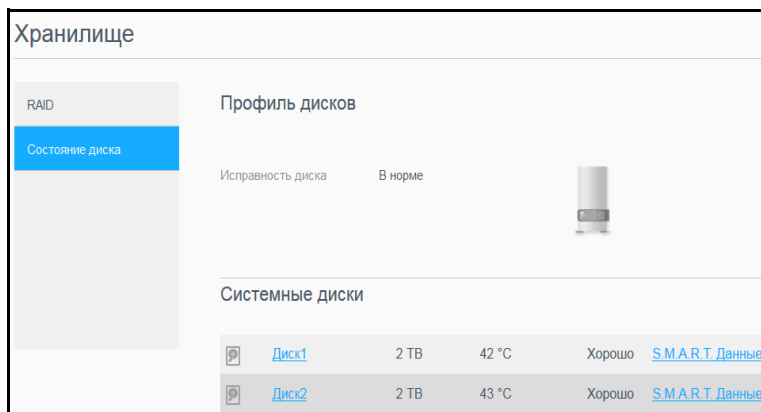 Хранилище
RAID
Состояние диска
Профиль дисков
Исправность диска В норме
Системные диски
Диск1 2 TB 42 °C Хорошо S.M.A.R.T. Данные
Диск2 2 TB 43 °C Хорошо S.M.A.R.T. Данные